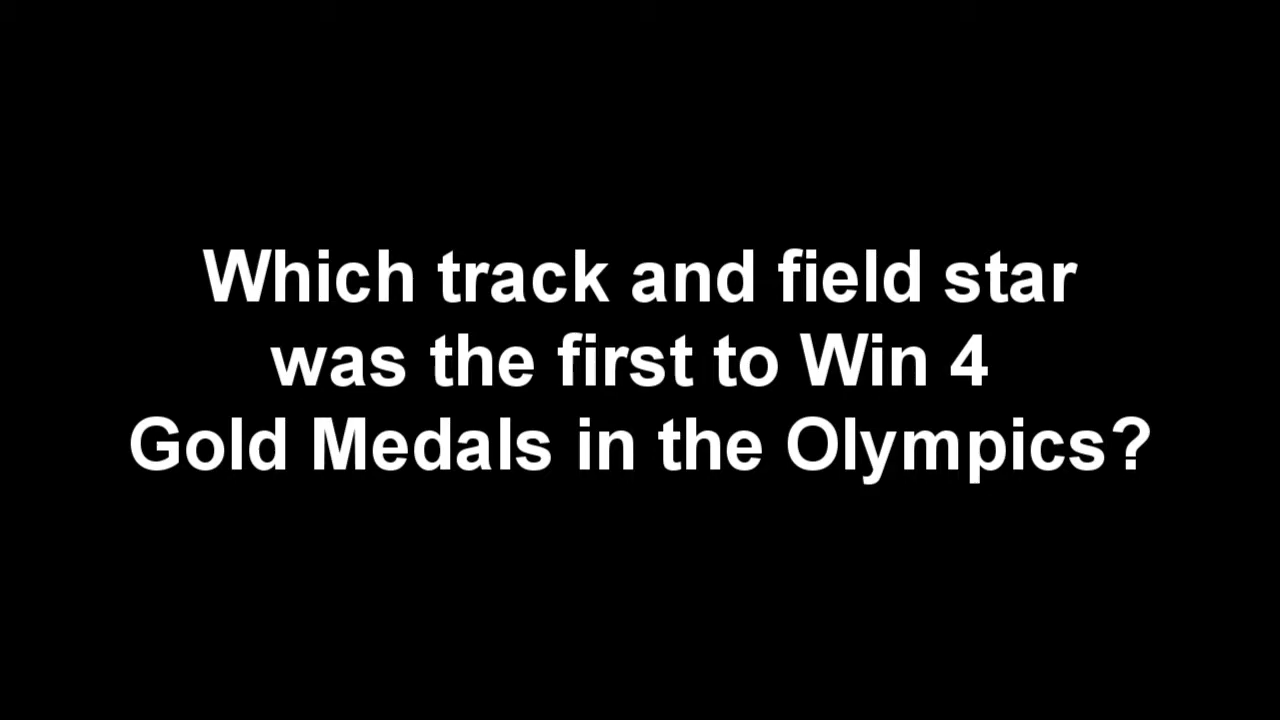 Which track and field star
was the first to Win 4
Gold Medals in the Olympics?